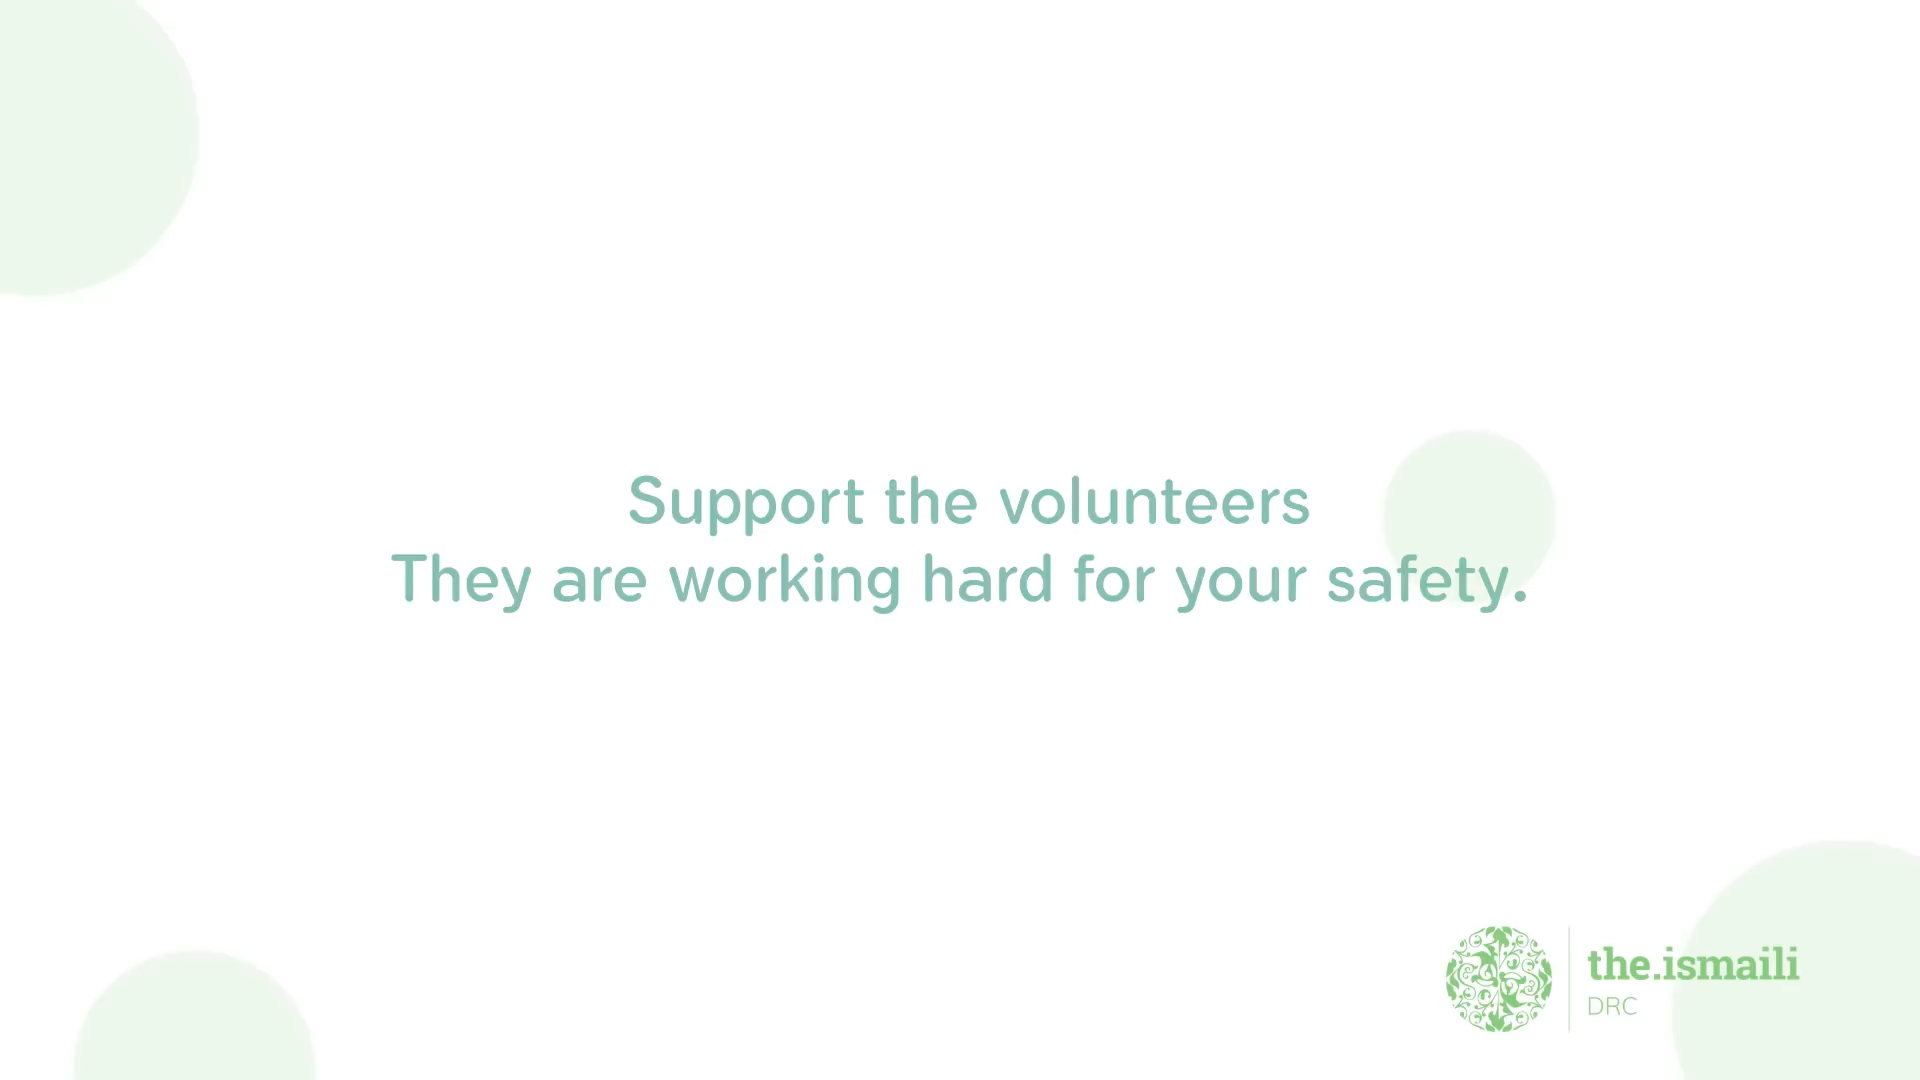 Support the volunteers
They are working hard for your safety.
the.ismaili
DRC